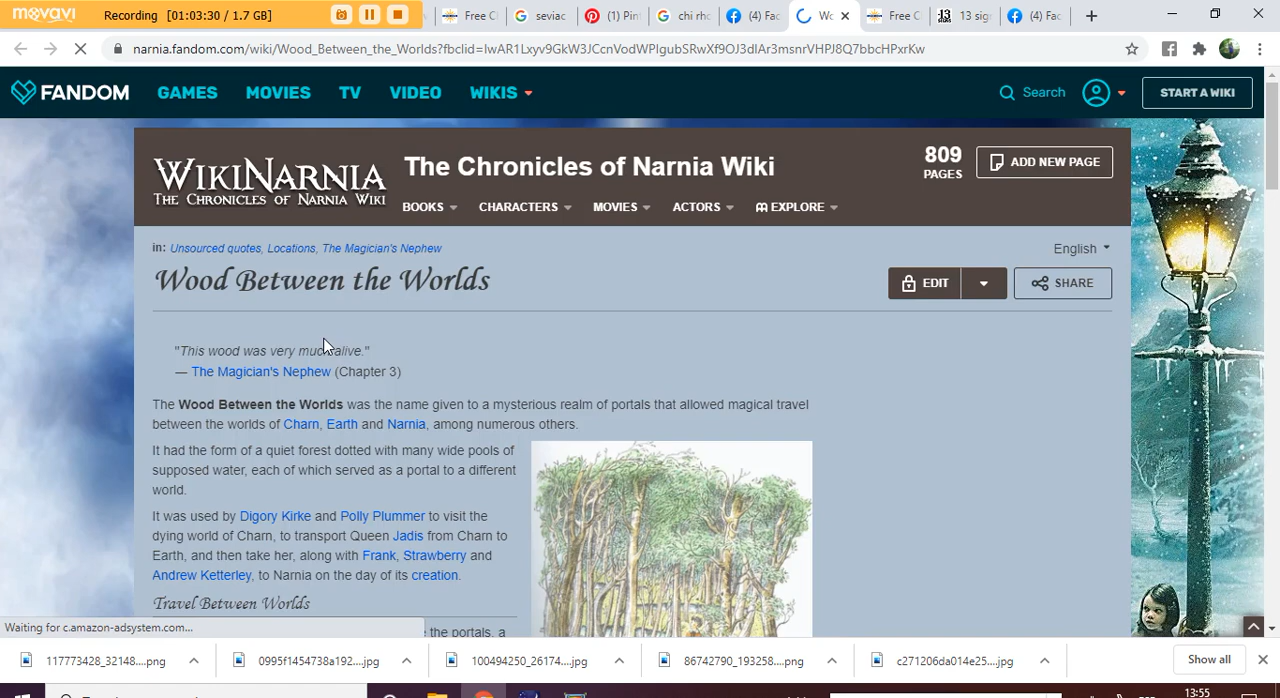 movavi Recording [01:03:30 / 1.7 GB]
Free Cl
seviac
(1) Pin
chi rho
(4) Fac
Wo
Free C
13 sig
(4) Fac
narnia.fandom.com/wiki/Wood_Between_the_Worlds?fbclid=IwAR1Lxyv9GkW3JCcnVodWPIgubSRwXf9OJ3dlAr3msnrVHPJ8Q7bbcHPxrKw
FANDOM GAMES MOVIES TV VIDEO WIKIS Search START A WIKI
WIKINARNIA
THE CHRONICLES OF NARNIA WIKI
The Chronicles of Narnia Wiki
809
PAGES
ADD NEW PAGE
BOOKS CHARACTERS MOVIES ACTORS EXPLORE
in: Unsourced quotes, Locations, The Magician's Nephew
English
Wood Between the Worlds
EDIT
SHARE
"This wood was very much alive."
— The Magician's Nephew (Chapter 3)
The Wood Between the Worlds was the name given to a mysterious realm of portals that allowed magical travel
between the worlds of Charn, Earth and Narnia, among numerous others.
It had the form of a quiet forest dotted with many wide pools of
supposed water, each of which served as a portal to a different
world.
It was used by Digory Kirke and Polly Plummer to visit the
dying world of Charn, to transport Queen Jadis from Charn to
Earth, and then take her, along with Frank, Strawberry and
Andrew Ketterley, to Narnia on the day of its creation.
Travel Between Worlds
the portals, a
Waiting for c.amazon-adsystem.com...
117773428_32148....png
0995f1454738a192....jpg
100494250_26174....jpg
86742790_193258....png
c271206da014e25....jpg
Show all
13:55